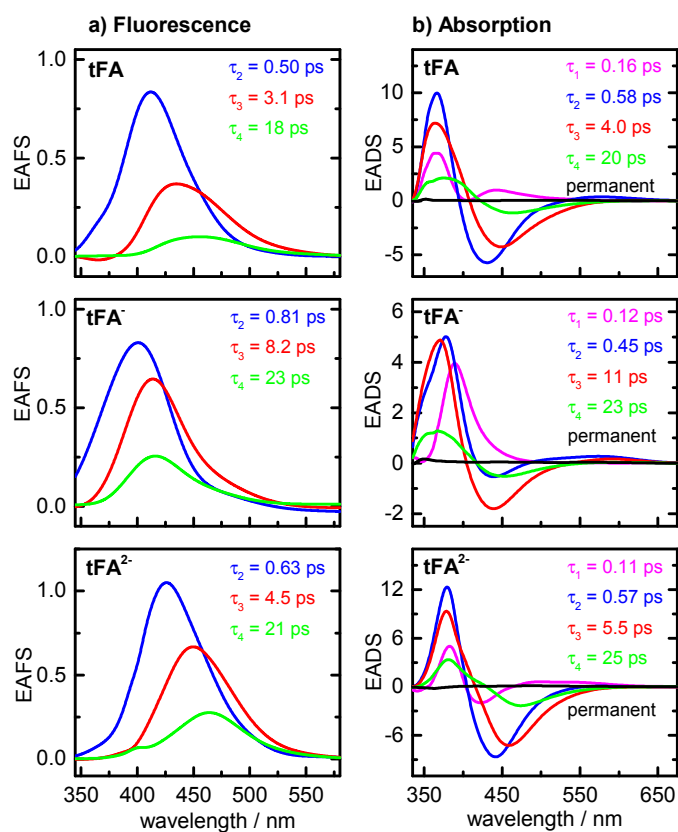 a) Fluorescence
b) Absorption
tFA
τ2 = 0.50 ps
τ3 = 3.1 ps
τ4 = 18 ps
1.0
0.5
0.0
EAFS
tFA
τ1 = 0.16 ps
τ2 = 0.58 ps
τ3 = 4.0 ps
τ4 = 20 ps
permanent
10
5
0
-5
EADS
tFA-
τ2 = 0.81 ps
τ3 = 8.2 ps
τ4 = 23 ps
1.0
0.5
0.0
EAFS
tFA-
τ1 = 0.12 ps
τ2 = 0.45 ps
τ3 = 11 ps
τ4 = 23 ps
permanent
6
4
2
0
-2
EADS
tFA2-
τ2 = 0.63 ps
τ3 = 4.5 ps
τ4 = 21 ps
1.0
0.5
0.0
EAFS
350 400 450 500 550
wavelength / nm
tFA2-
τ1 = 0.11 ps
τ2 = 0.57 ps
τ3 = 5.5 ps
τ4 = 25 ps
permanent
12
6
0
-6
EADS
350 450 550 650
wavelength / nm